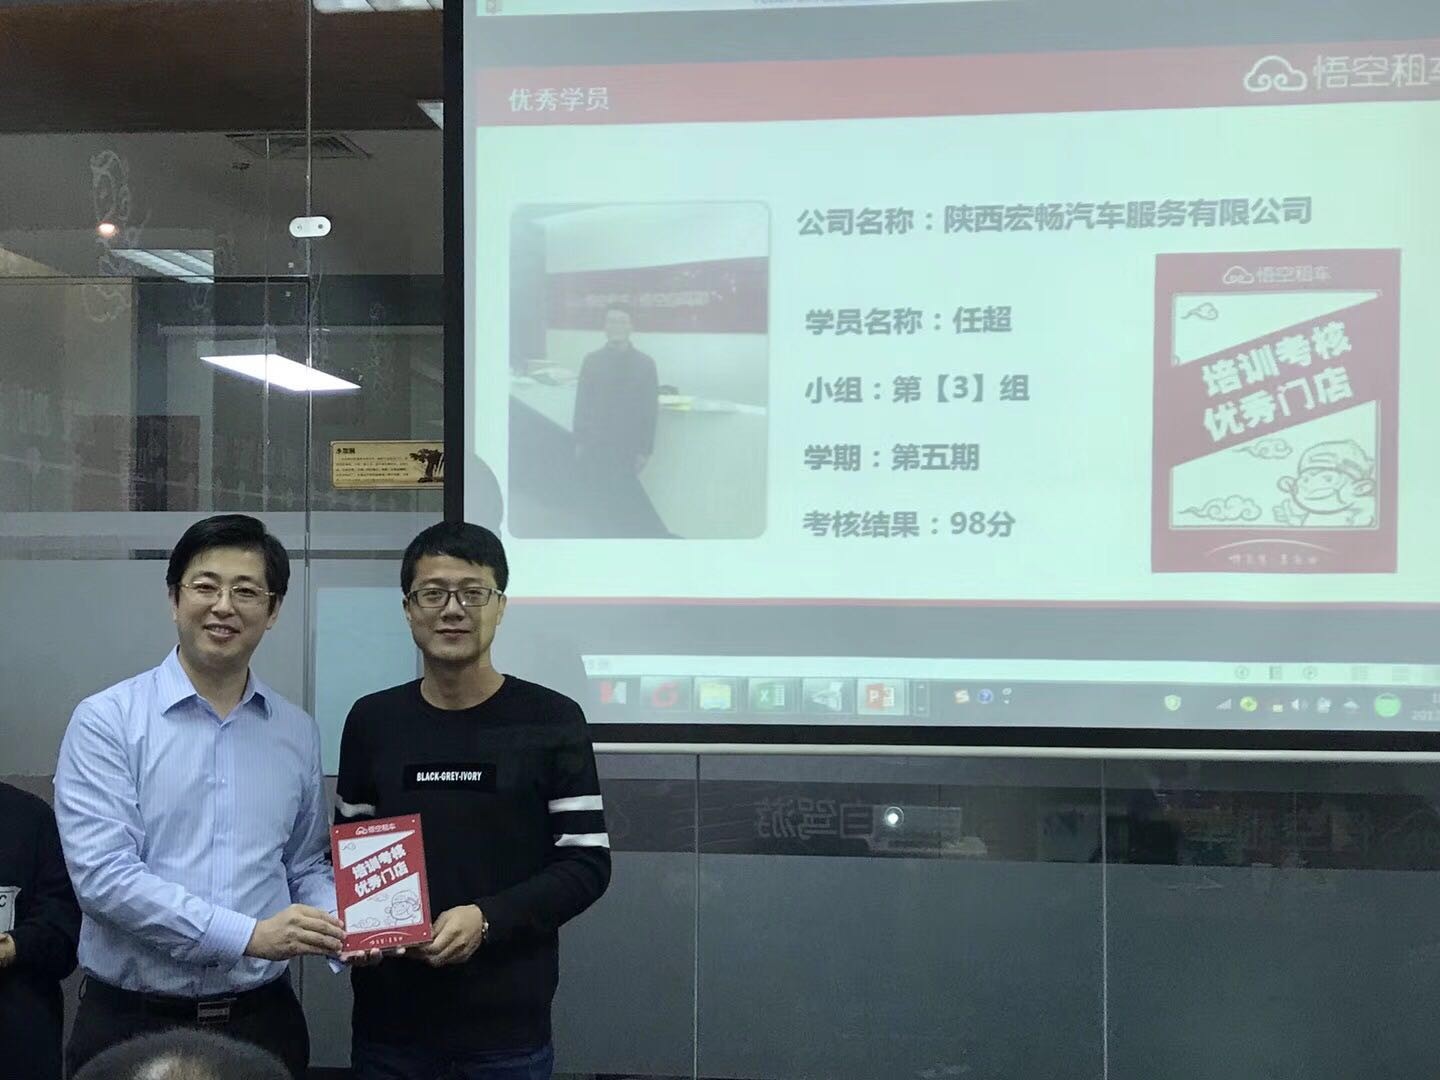 优秀学员
悟空租车
公司名称：陕西宏畅汽车服务有限公司
学员名称：任超
小组：第【3】组
学期：第五期
考核结果：98分
悟空租车
培训考核
优秀门店
BLACK-GREY-IVORY
悟空租车
培训考核
优秀门店
自驾游
C